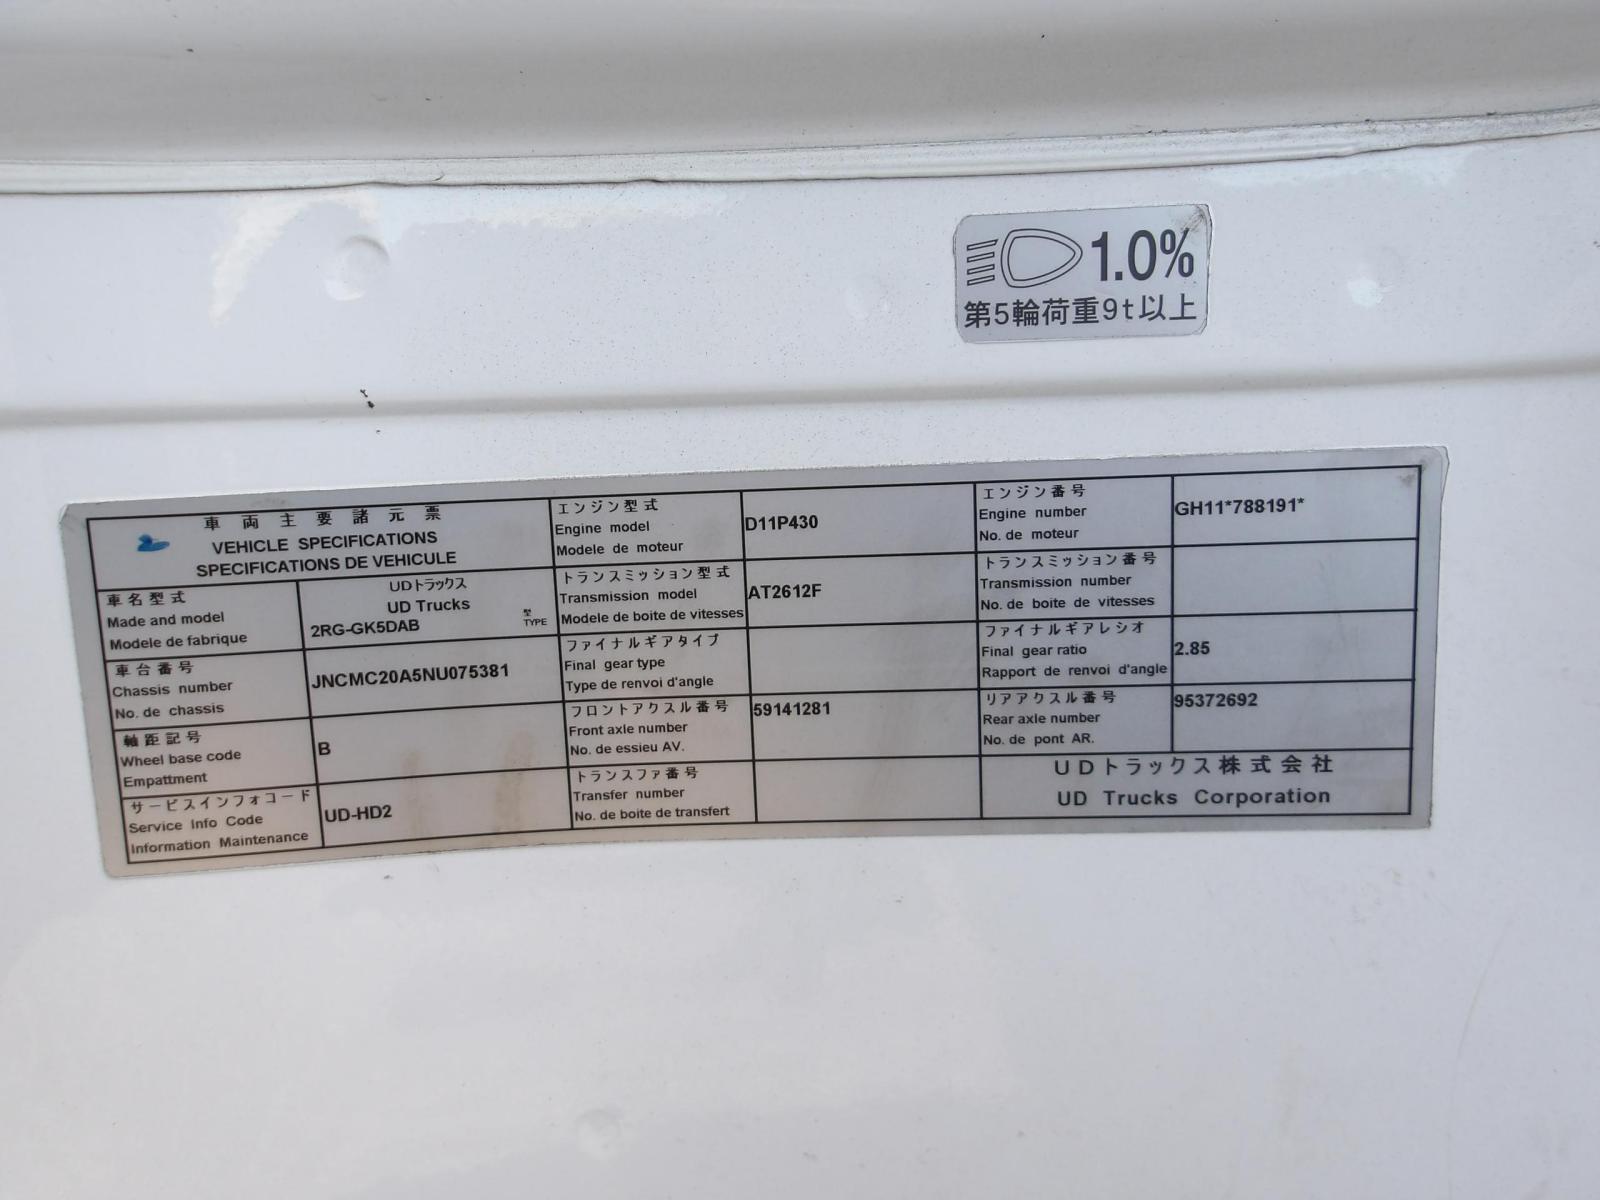 1.0%
第5輪荷重9t以上
車両主要諸元票
VEHICLE SPECIFICATIONS
SPECIFICATIONS DE VEHICULE
車名型式
Made and model
Modele de fabrique
UDトラックス
UD Trucks
2RG-GK5DAB
型
TYPE
車台番号
Chassis number
No. de chassis
JNCMC20A5NU075381
軸距記号
Wheel base code
Empattment
B
サービスインフォコード
Service Info Code
Information Maintenance
UD-HD2
エンジン型式
Engine model
Modele de moteur
D11P430
トランスミッション型式
Transmission model
Modele de boite de vitesses
AT2612F
ファイナルギアタイプ
Final gear type
Type de renvoi d'angle
フロントアクスル番号
Front axle number
No. de essieu AV.
59141281
トランスファ番号
Transfer number
No. de boite de transfert
エンジン番号
Engine number
No. de moteur
GH11*788191*
トランスミッション番号
Transmission number
No. de boite de vitesses
ファイナルギアレシオ
Final gear ratio
Rapport de renvoi d'angle
2.85
リアアクスル番号
Rear axle number
No. de pont AR.
95372692
UDトラックス株式会社
UD Trucks Corporation